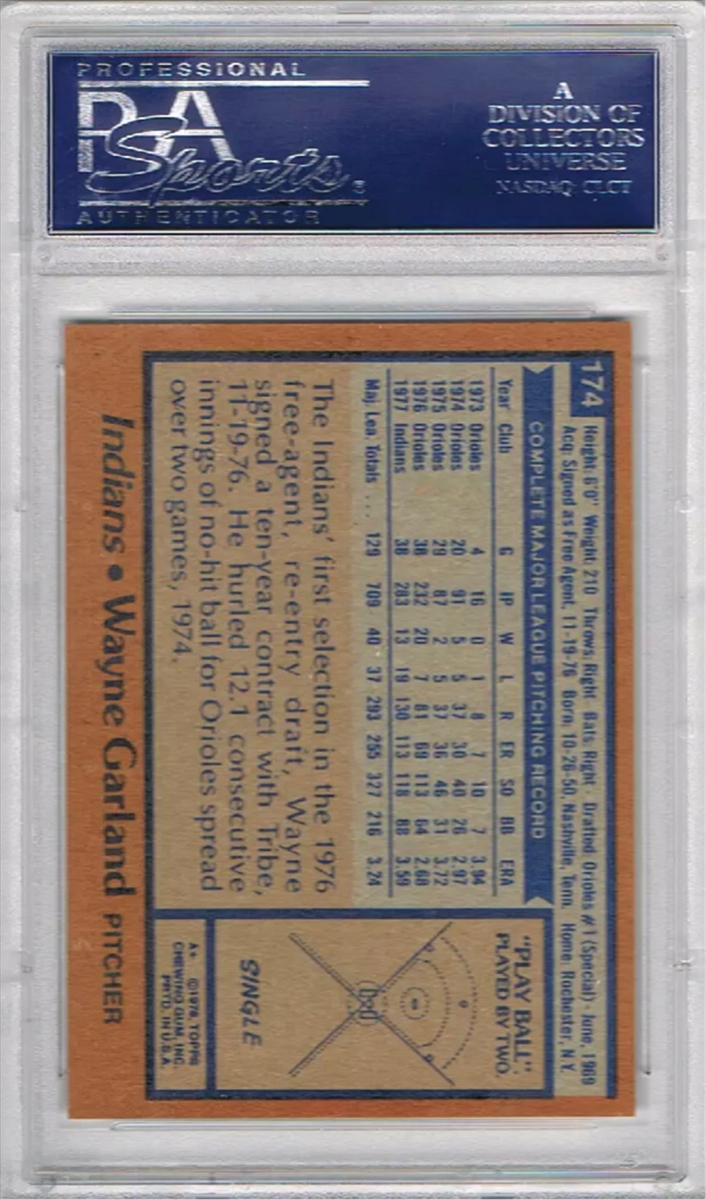 PROFESSIONAL
PSA
Sports
AUTHENTICATOR
A
DIVISION OF
COLLECTORS
UNIVERSE
NASDAQ: CLCT
174
Height: 6'0" Weight: 210 Throws: Right Bats: Right Drafted: Orioles #1 (Special)-June, 1969
Acq: Signed as Free Agent, 11-19-76 Born: 10-26-50, Nashville, Tenn. Home: Rochester, N.Y.
COMPLETE MAJOR LEAGUE PITCHING RECORD
Year Club G IP W L R ER SO BB ERA
1973 Orioles 4 16 0 1 8 7 10 7 3.94
1974 Orioles 20 91 5 5 37 30 40 26 2.97
1975 Orioles 29 87 2 5 37 36 46 31 3.72
1976 Orioles 38 232 20 7 81 69 113 64 2.68
1977 Indians 38 283 13 19 130 113 118 88 3.59
Maj. Lea. Totals .... 129 709 40 37 293 255 327 216 3.24
The Indians' first selection in the 1976
free-agent, re-entry draft, Wayne
signed a ten-year contract with Tribe,
11-19-76. He hurled 12.1 consecutive
innings of no-hit ball for Orioles spread
over two games, 1974.
"PLAY BALL"
PLAYED BY TWO.
SINGLE
A* ©1978 TOPPS
CHEWING GUM, INC.
PRTD. IN U.S.A.
Indians • Wayne Garland PITCHER